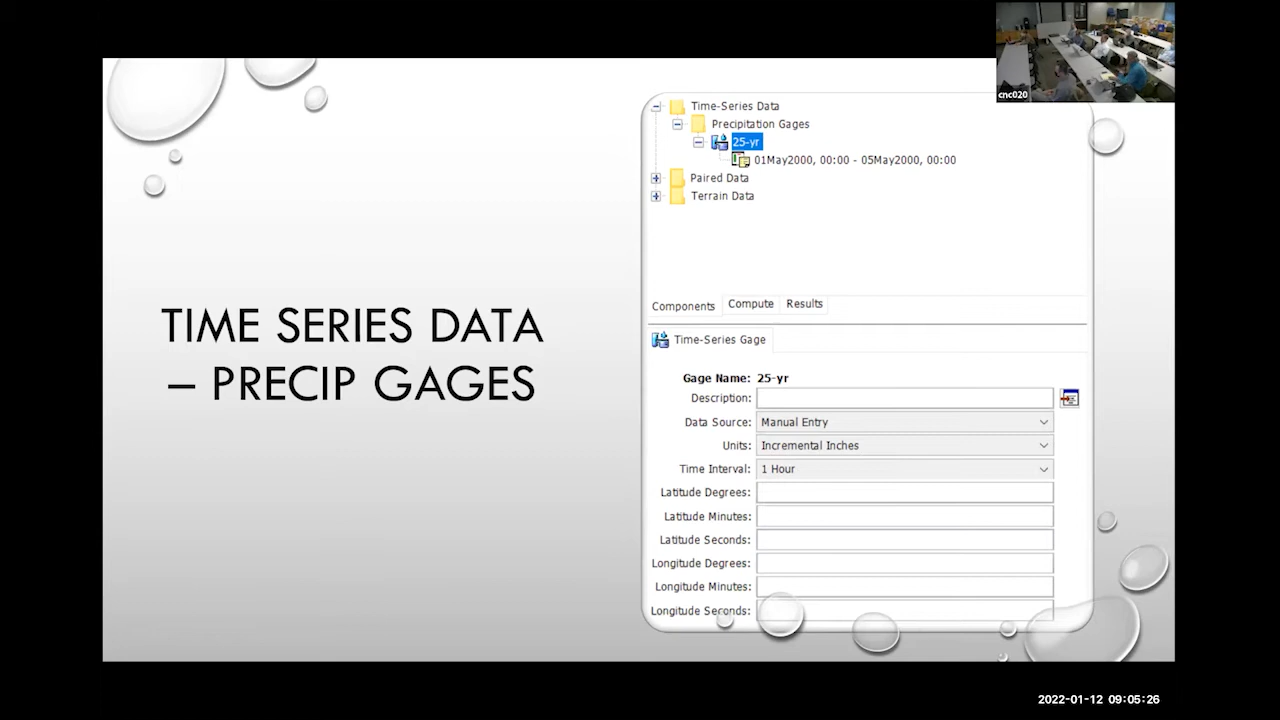 cnc020
TIME SERIES DATA
– PRECIP GAGES
Time-Series Data
Precipitation Gages
25-yr
01May2000, 00:00 - 05May2000, 00:00
Paired Data
Terrain Data
Components Compute Results
Time-Series Gage
Gage Name: 25-yr
Description:
Data Source: Manual Entry
Units: Incremental Inches
Time Interval: 1 Hour
Latitude Degrees:
Latitude Minutes:
Latitude Seconds:
Longitude Degrees:
Longitude Minutes:
Longitude Seconds:
2022-01-12 09:05:26